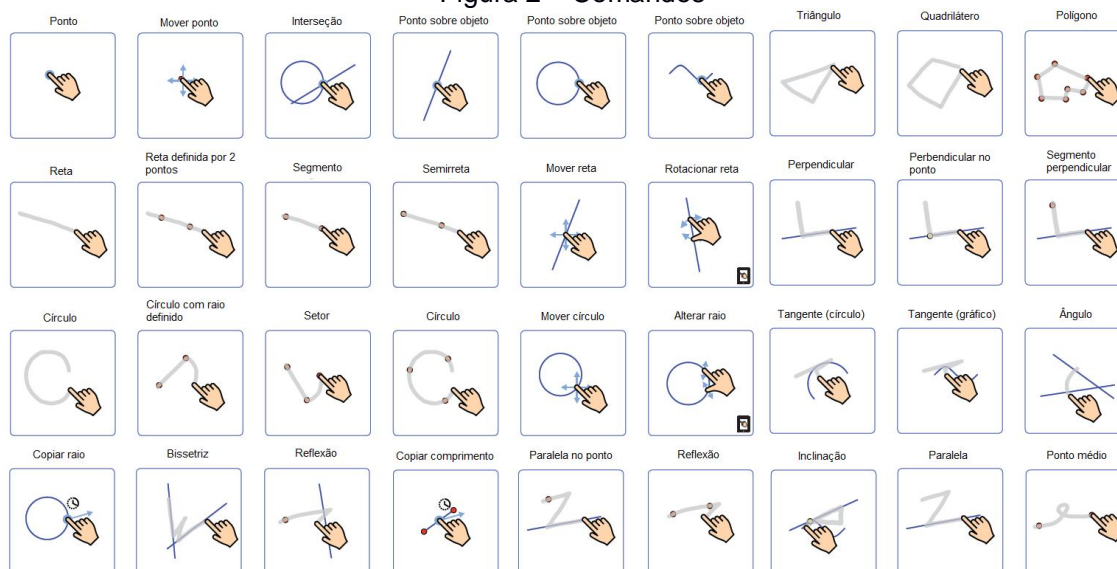 Figura 2 – Comandos
Ponto
Mover ponto
Interseção
Ponto sobre objeto
Ponto sobre objeto
Ponto sobre objeto
Triângulo
Quadrilátero
Polígono
Reta
Reta definida por 2
pontos
Segmento
Semirreta
Mover reta
Rotacionar reta
Perpendicular
Perbendicular no
ponto
Segmento
perpendicular
Círculo
Círculo com raio
definido
Setor
Círculo
Mover círculo
Alterar raio
Tangente (círculo)
Tangente (gráfico)
Ângulo
Copiar raio
Bissetriz
Reflexão
Copiar comprimento
Paralela no ponto
Reflexão
Inclinação
Paralela
Ponto médio